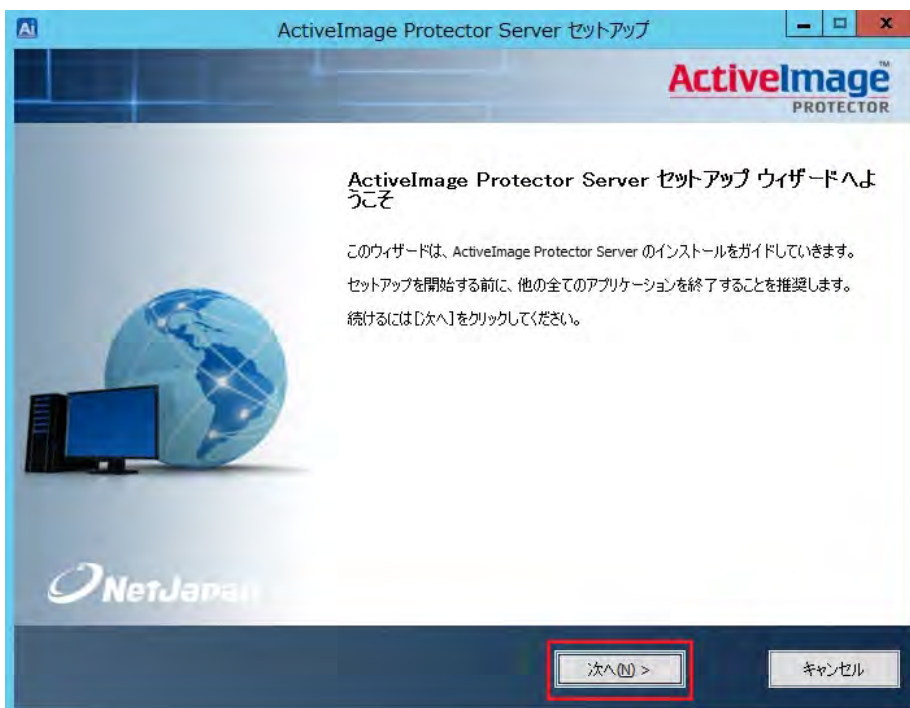 Ai
ActiveImage Protector Server セットアップ
ActiveImage™
PROTECTOR
ActiveImage Protector Server セットアップ ウィザードへよ
うこそ
このウィザードは、ActiveImage Protector Server のインストールをガイドしていきます。
セットアップを開始する前に、他の全てのアプリケーションを終了することを推奨します。
続けるには[次へ]をクリックしてください。
NetJapan
次へ(N) >
キャンセル